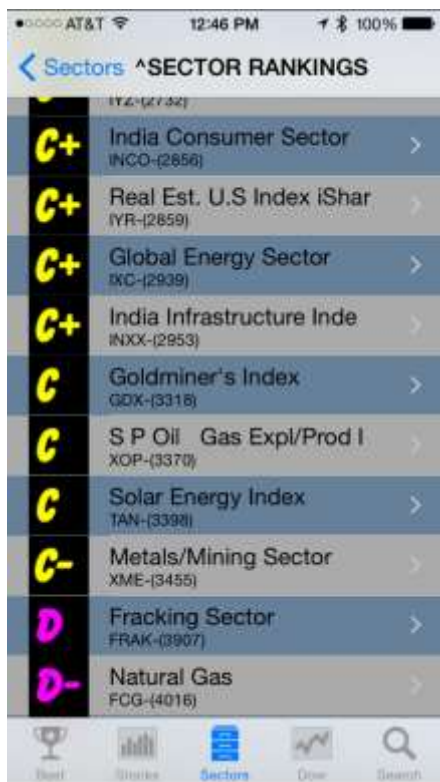 AT&T 12:46 PM 100%
Sectors ^SECTOR RANKINGS
IYZ-(2732)
C+ India Consumer Sector
INCO-(2856)
C+ Real Est. U.S Index iShar
IYR-(2859)
C+ Global Energy Sector
IXC-(2939)
C+ India Infrastructure Inde
INXX-(2953)
C Goldminer's Index
GDX-(3318)
C S P Oil Gas Expl/Prod I
XOP-(3370)
C Solar Energy Index
TAN-(3398)
C- Metals/Mining Sector
XME-(3455)
D Fracking Sector
FRAK-(3907)
D- Natural Gas
FCG-(4016)
Best Stocks Sectors Dow Search